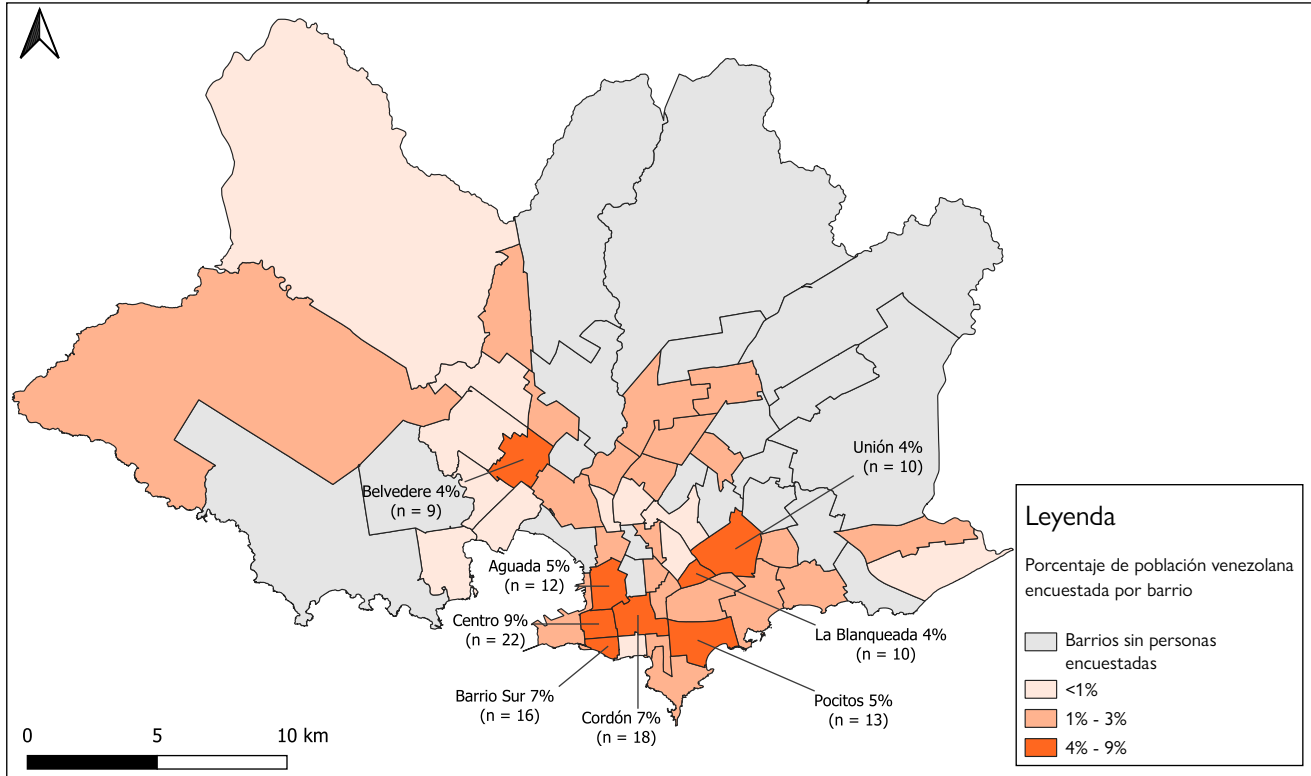 Unión 4%
(n = 10)
Belvedere 4%
(n = 9)
Aguada 5%
(n = 12)
Centro 9%
(n = 22)
La Blanqueada 4%
(n = 10)
Barrio Sur 7%
(n = 16)
Cordón 7%
(n = 18)
Pocitos 5%
(n = 13)
0 5 10 km
Leyenda
Porcentaje de población venezolana
encuestada por barrio
Barrios sin personas
encuestadas
<1%
1% - 3%
4% - 9%